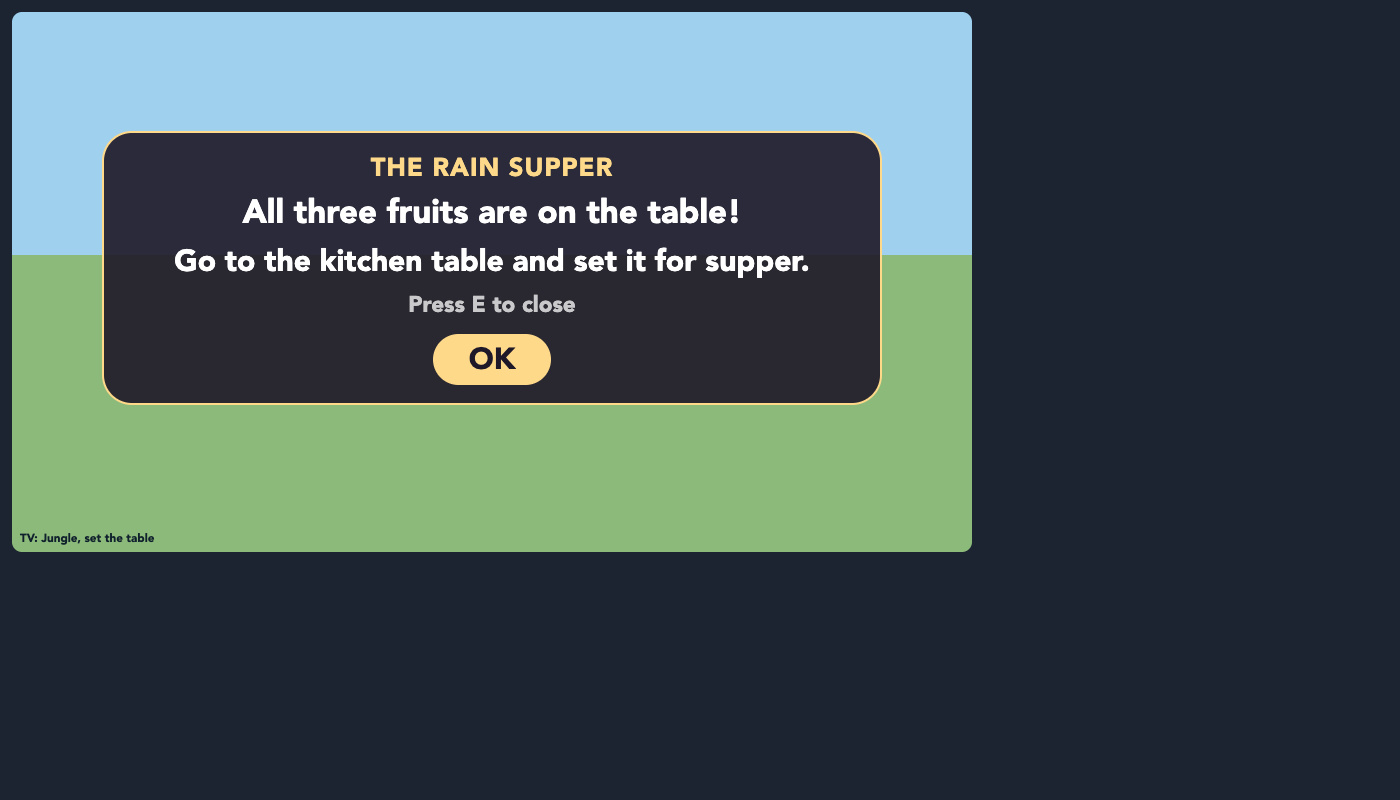 THE RAIN SUPPER
All three fruits are on the table!
Go to the kitchen table and set it for supper.
Press E to close
OK
TV: Jungle, set the table